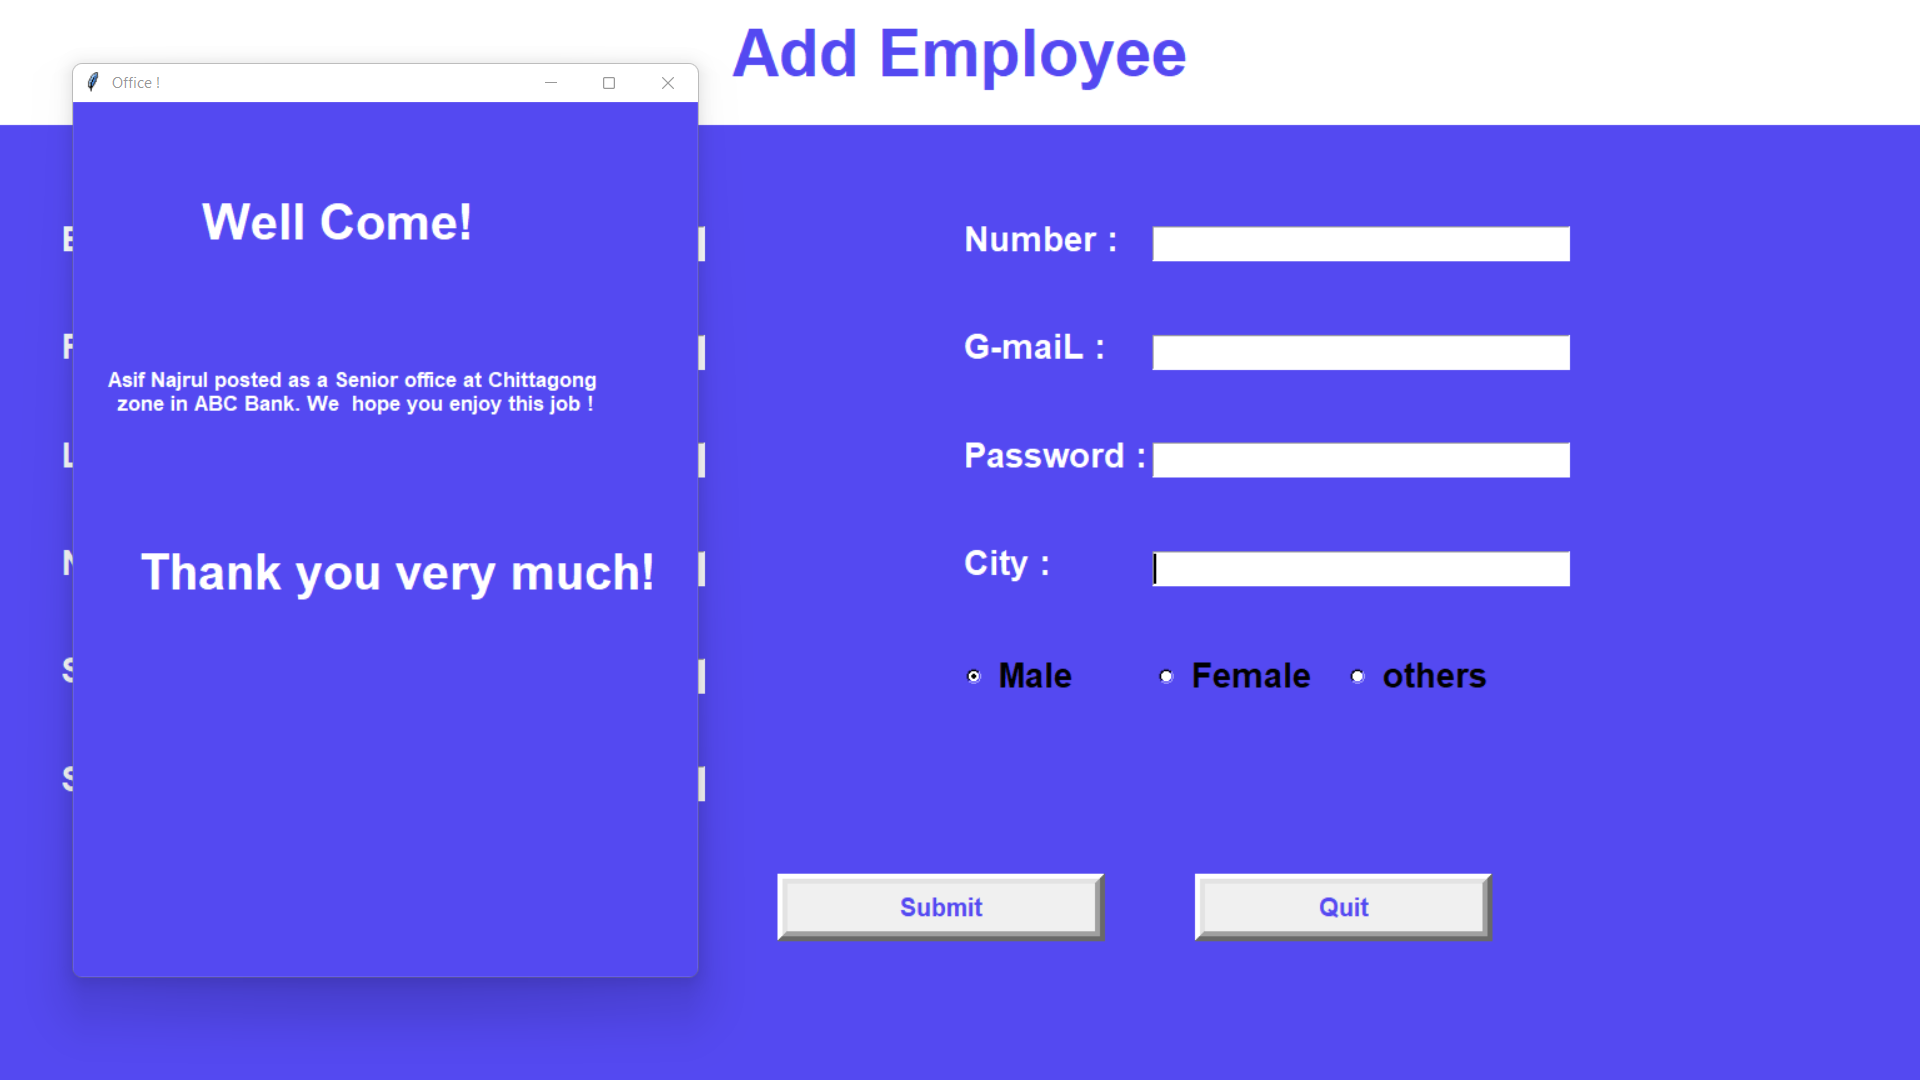 Add Employee
Office !
Well Come!
Asif Najrul posted as a Senior office at Chittagong
zone in ABC Bank. We  hope you enjoy this job !
Thank you very much!
Number :
G-maiL :
Password :
City :
Male
Female
others
Submit
Quit